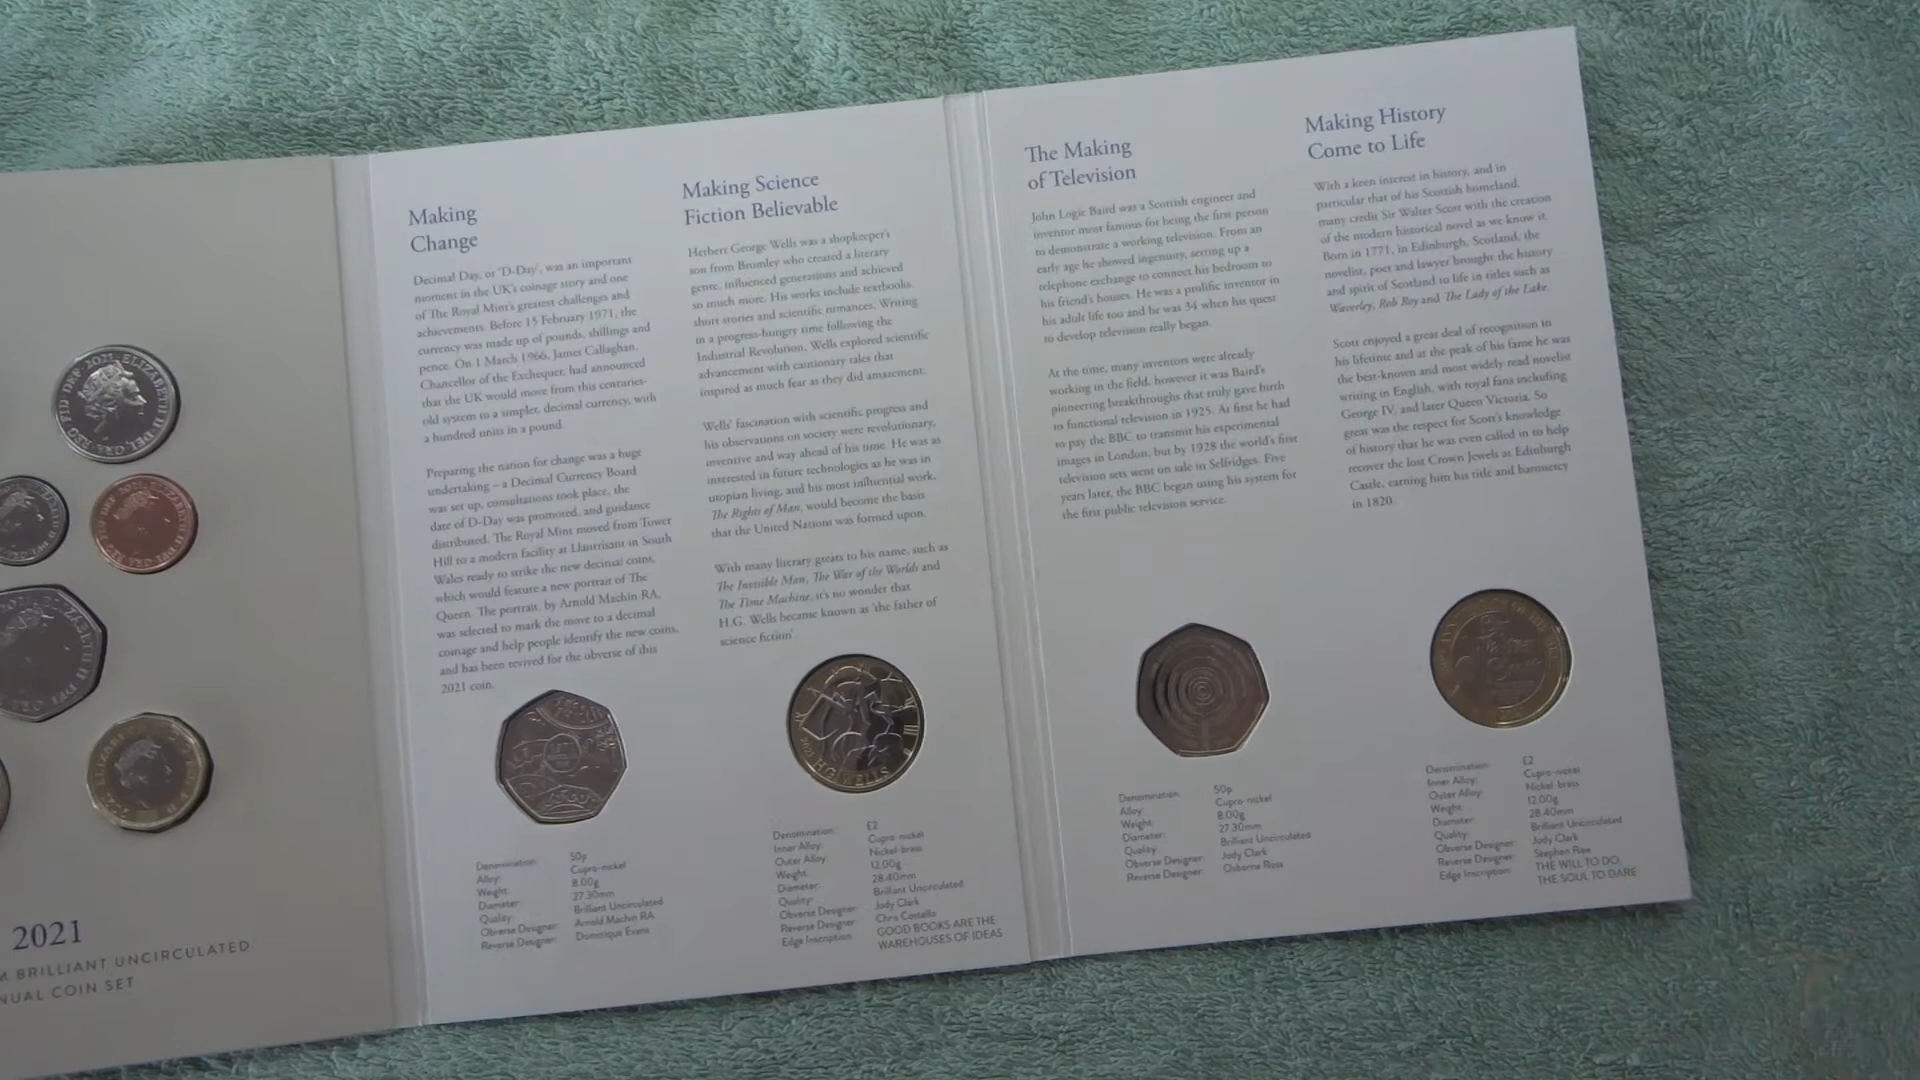 2021
BRILLIANT UNCIRCULATED
NUAL COIN SET
Making
Change
Decimal Day, or 'D-Day', was an important
moment in the UK's coinage story and one
of The Royal Mint's greatest challenges and
achievements. Before 15 February 1971, the
currency was made up of pounds, shillings and
pence. On 1 March 1966, James Callaghan,
Chancellor of the Exchequer, had announced
that the UK would move from this centuries-
old system to a simpler, decimal currency, with
a hundred units in a pound.
Preparing the nation for change was a huge
undertaking – a Decimal Currency Board
was set up, consultations took place, the
date of D-Day was promoted, and guidance
distributed. The Royal Mint moved from Tower
Hill to a modern facility at Llantrisant in South
Wales ready to strike the new decimal coins,
which would feature a new portrait of The
Queen. The portrait, by Arnold Machin RA,
was selected to mark the move to a decimal
coinage and help people identify the new coins,
and has been revived for the obverse of this
2021 coin.
Denomination: 50p
Alloy: Cupro-nickel
Weight: 8.00g
Diameter: 27.30mm
Quality: Brilliant Uncirculated
Obverse Designer: Arnold Machin RA
Reverse Designer: Dominique Evans
Making Science
Fiction Believable
Herbert George Wells was a shopkeeper's
son from Bromley who created a literary
genre, influenced generations and achieved
so much more. His works include textbooks,
short stories and scientific romances. Writing
in a progress-hungry time following the
Industrial Revolution, Wells explored scientific
advancement with cautionary tales that
inspired as much fear as they did amazement.
Wells' fascination with scientific progress and
his observations on society were revolutionary,
inventive and way ahead of his time. He was as
interested in future technologies as he was in
utopian living, and his most influential work,
The Rights of Man, would become the basis
that the United Nations was formed upon.
With many literary greats to his name, such as
The Invisible Man, The War of the Worlds and
The Time Machine, it's no wonder that
H.G. Wells became known as 'the father of
science fiction'.
2021 H G WELLS
Denomination: £2
Inner Alloy: Cupro-nickel
Outer Alloy: Nickel-brass
Weight: 12.00g
Diameter: 28.40mm
Quality: Brilliant Uncirculated
Obverse Designer: Jody Clark
Reverse Designer: Chris Costello
Edge Inscription: GOOD BOOKS ARE THE
WAREHOUSES OF IDEAS
The Making
of Television
John Logie Baird was a Scottish engineer and
inventor most famous for being the first person
to demonstrate a working television. From an
early age he showed ingenuity, setting up a
telephone exchange to connect his bedroom to
his friend's houses. He was a prolific inventor in
his adult life too and he was 34 when his quest
to develop television really began.
At the time, many inventors were already
working in the field, however it was Baird's
pioneering breakthroughs that truly gave birth
to functional television in 1925. At first he had
to pay the BBC to transmit his experimental
images in London, but by 1928 the world's first
television sets went on sale in Selfridges. Five
years later, the BBC began using his system for
the first public television service.
Denomination: 50p
Alloy: Cupro-nickel
Weight: 8.00g
Diameter: 27.30mm
Quality: Brilliant Uncirculated
Obverse Designer: Jody Clark
Reverse Designer: Osborne Ross
Making History
Come to Life
With a keen interest in history, and in
particular that of his Scottish homeland,
many credit Sir Walter Scott with the creation
of the modern historical novel as we know it.
Born in 1771, in Edinburgh, Scotland, the
novelist, poet and lawyer brought the history
and spirit of Scotland to life in titles such as
Waverley, Rob Roy and The Lady of the Lake.
Scott enjoyed a great deal of recognition in
his lifetime and at the peak of his fame he was
the best-known and most widely read novelist
writing in English, with royal fans including
George IV, and later Queen Victoria. So
great was the respect for Scott's knowledge
of history that he was even called in to help
recover the lost Crown Jewels at Edinburgh
Castle, earning him his title and baronetcy
in 1820.
Denomination: £2
Inner Alloy: Cupro-nickel
Outer Alloy: Nickel-brass
Weight: 12.00g
Diameter: 28.40mm
Quality: Brilliant Uncirculated
Obverse Designer: Jody Clark
Reverse Designer: Stephen Raw
Edge Inscription: THE WILL TO DO,
THE SOUL TO DARE